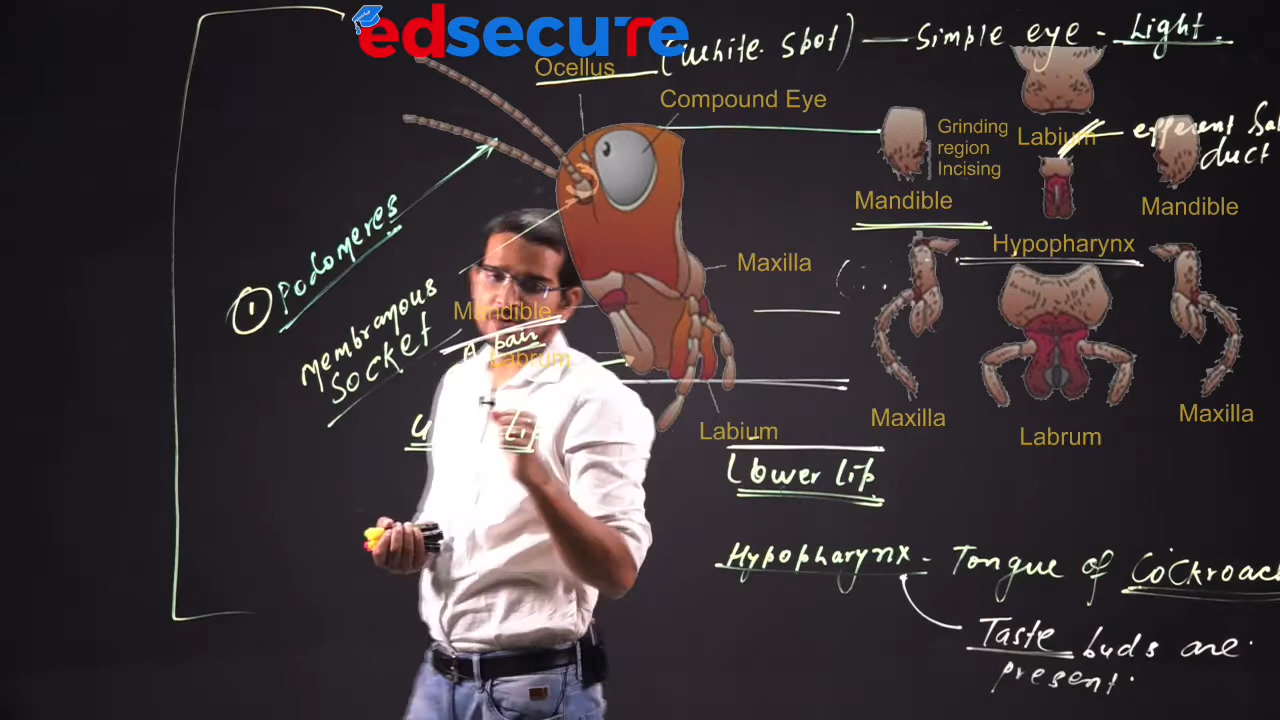 edsecure
Ocellus (White Spot) — Simple eye - Light.
Compound Eye
Grinding
region
Incising
Mandible
Labium
efferent
duct
Mandible
Hypopharynx
① Podomeres
Membranous
Socket
Mandible
A pair
Labrum
Lip
Maxilla
Labium
Lower Lip
Maxilla
Labrum
Maxilla
Hypopharynx - Tongue of Cockroac
Taste buds are
present.